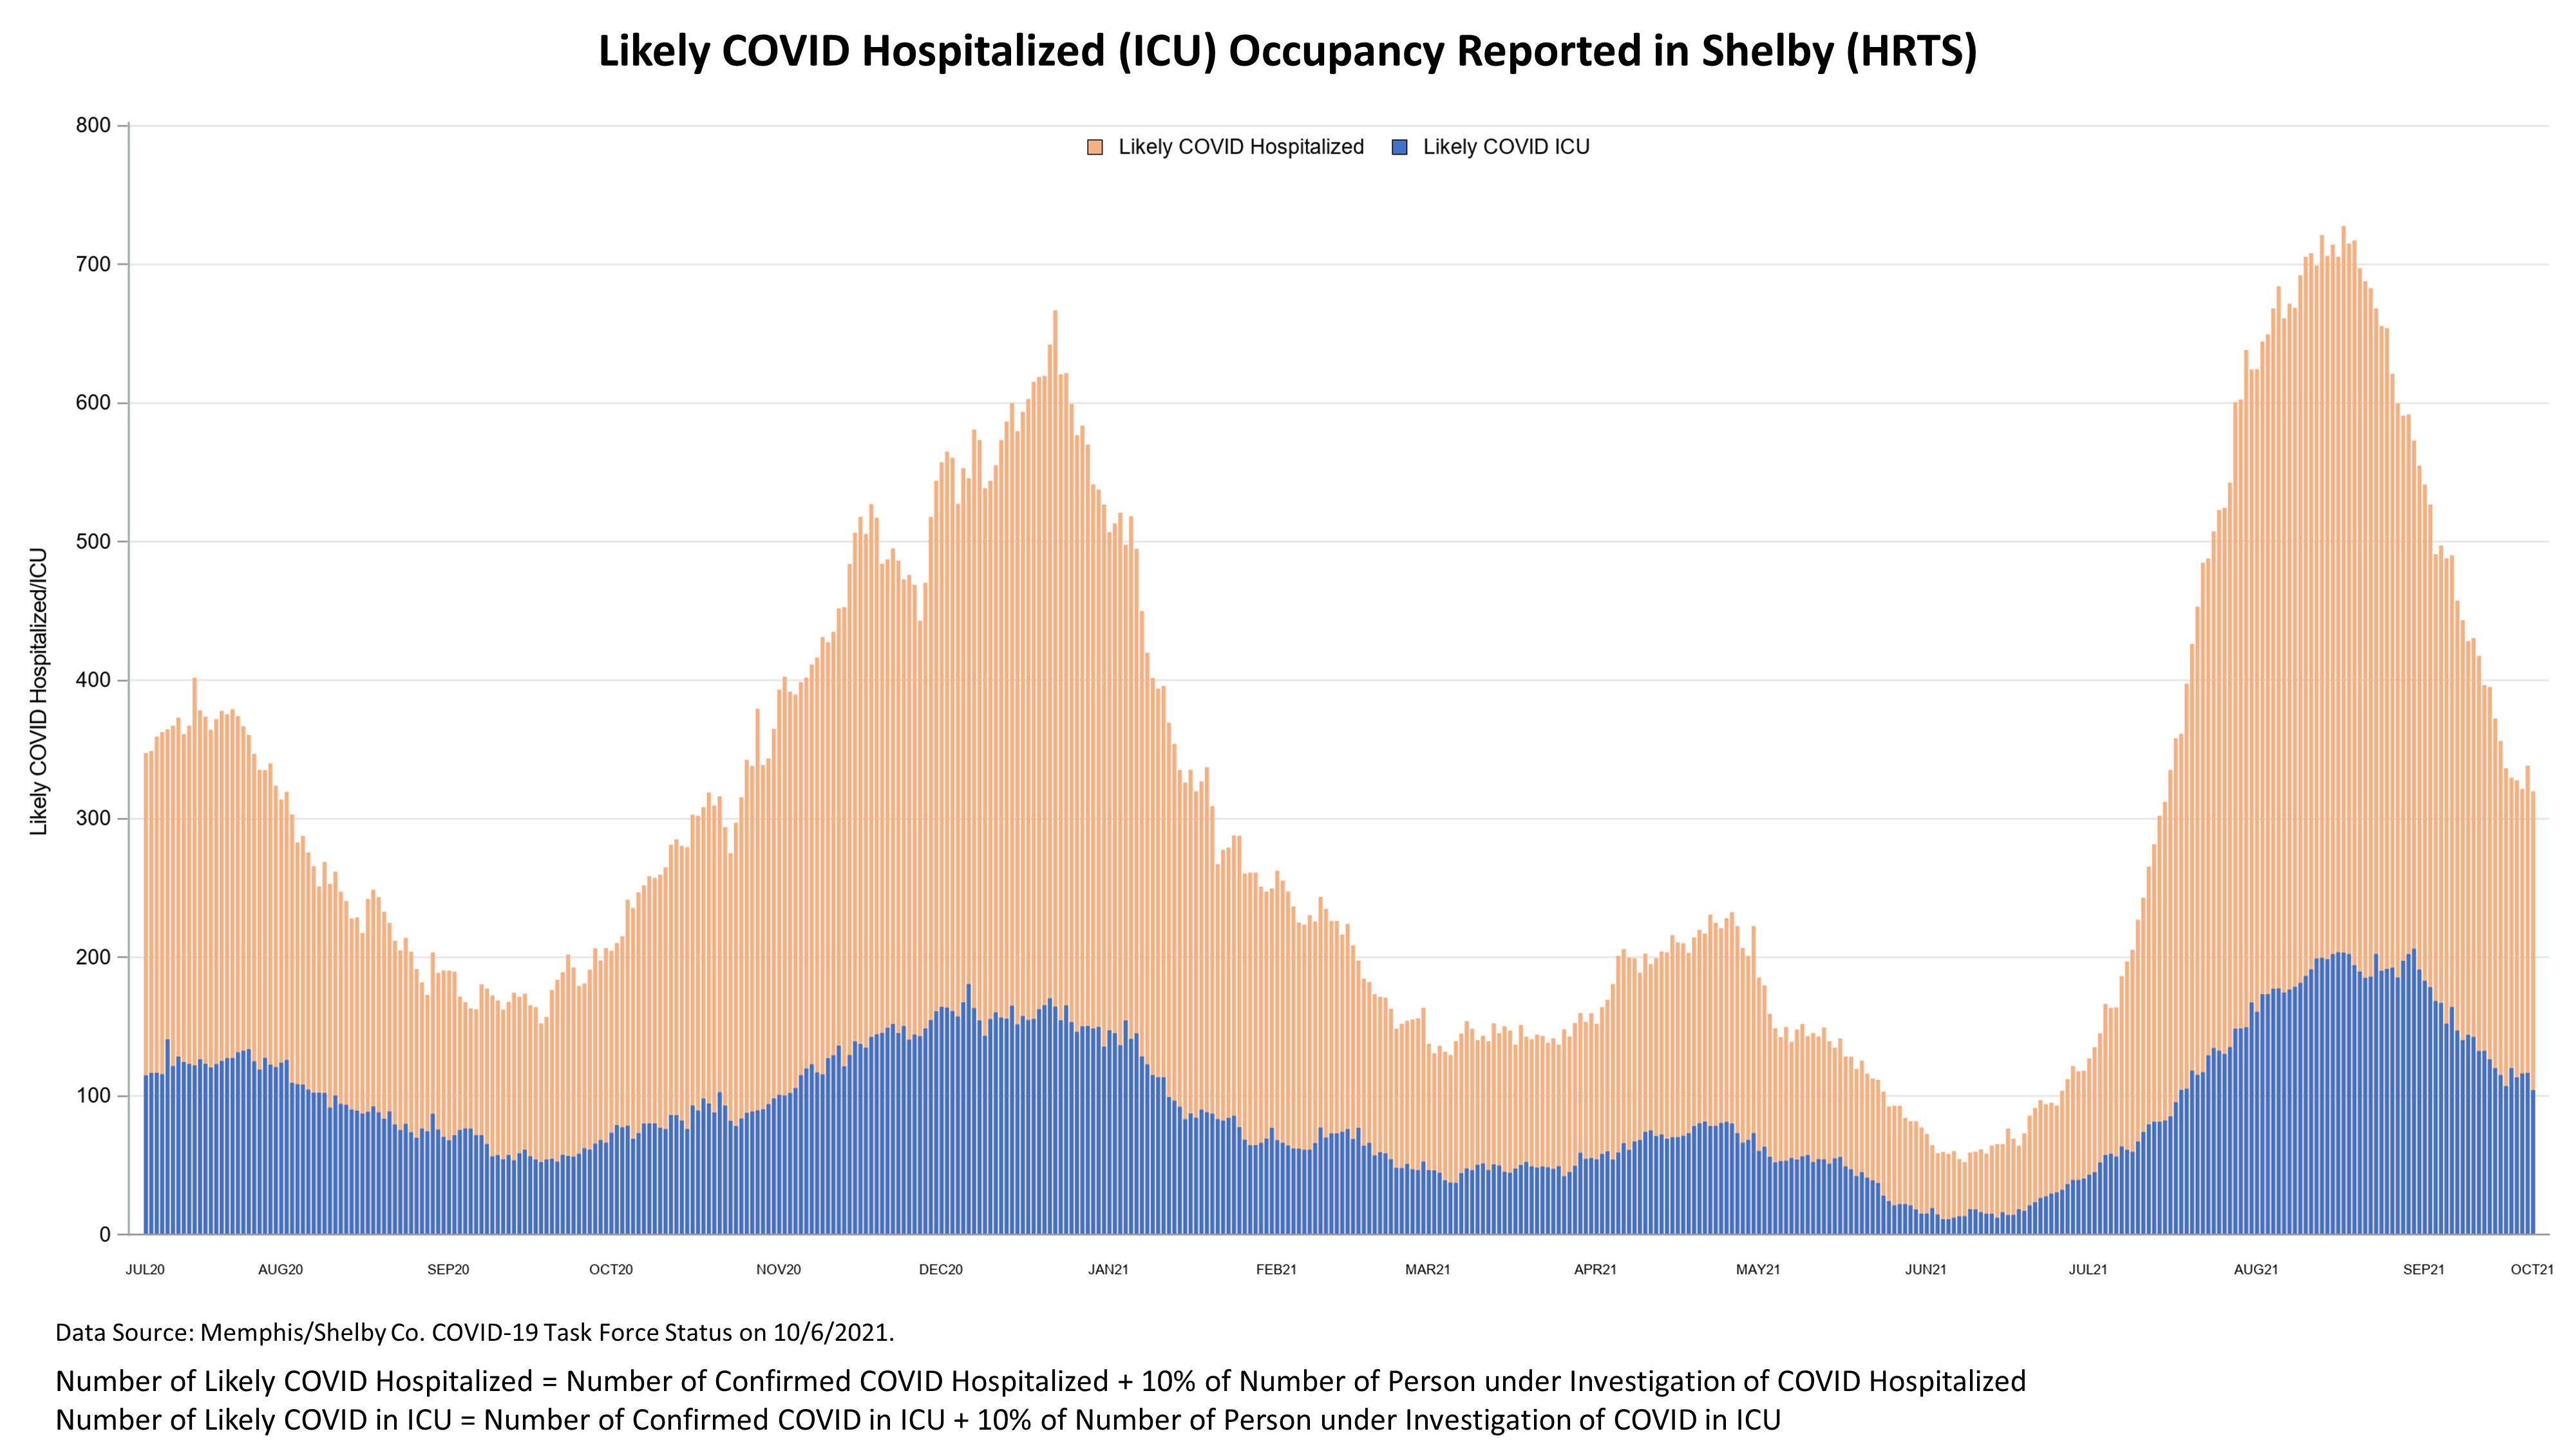 Likely COVID Hospitalized (ICU) Occupancy Reported in Shelby (HRTS)
Likely COVID Hospitalized
Likely COVID ICU
Likely COVID Hospitalized/ICU
800
700
600
500
400
300
200
100
0
JUL20
AUG20
SEP20
OCT20
NOV20
DEC20
JAN21
FEB21
MAR21
APR21
MAY21
JUN21
JUL21
AUG21
SEP21
OCT21
Data Source: Memphis/Shelby Co. COVID-19 Task Force Status on 10/6/2021.
Number of Likely COVID Hospitalized = Number of Confirmed COVID Hospitalized + 10% of Number of Person under Investigation of COVID Hospitalized
Number of Likely COVID in ICU = Number of Confirmed COVID in ICU + 10% of Number of Person under Investigation of COVID in ICU